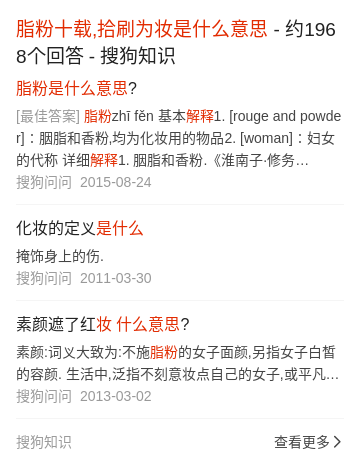 脂粉十载,拾刷为妆是什么意思 - 约196
8个回答 - 搜狗知识
脂粉是什么意思?
[最佳答案] 脂粉zhī fěn 基本解释1. [rouge and powde
r]：胭脂和香粉,均为化妆用的物品2. [woman]：妇女
的代称 详细解释1. 胭脂和香粉.《淮南子·修务…
搜狗问问 2015-08-24
化妆的定义是什么
掩饰身上的伤.
搜狗问问 2011-03-30
素颜遮了红妆 什么意思?
素颜:词义大致为:不施脂粉的女子面颜,另指女子白皙
的容颜. 生活中,泛指不刻意妆点自己的女子,或平凡…
搜狗问问 2013-03-02
搜狗知识
查看更多